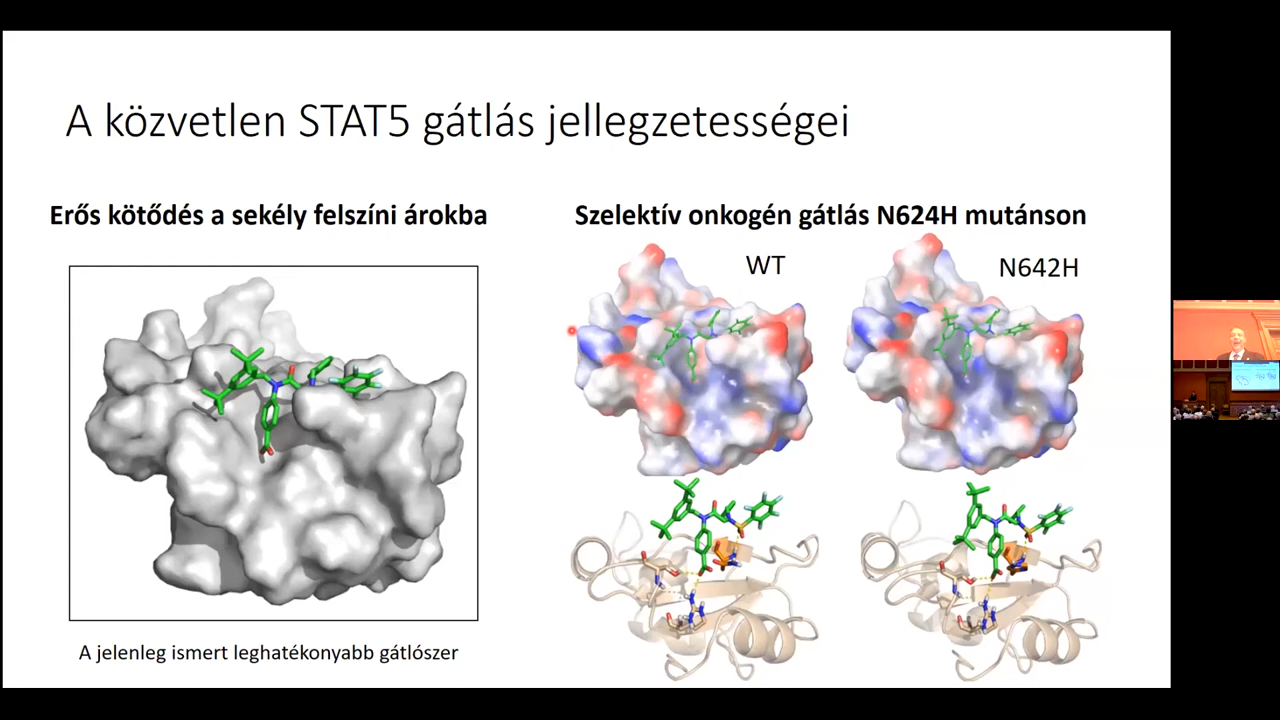 A közvetlen STAT5 gátlás jellegzetességei
Erős kötődés a sekély felszíni árokba
Szelektív onkogén gátlás N624H mutánson
WT
N642H
A jelenleg ismert leghatékonyabb gátlószer